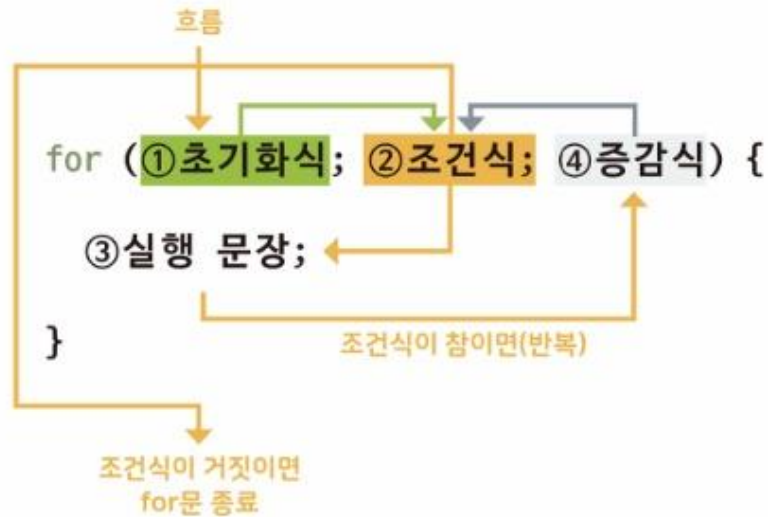 흐름
for (①초기화식; ②조건식; ④증감식) {
③실행 문장;
}
조건식이 참이면(반복)
조건식이 거짓이면
for문 종료